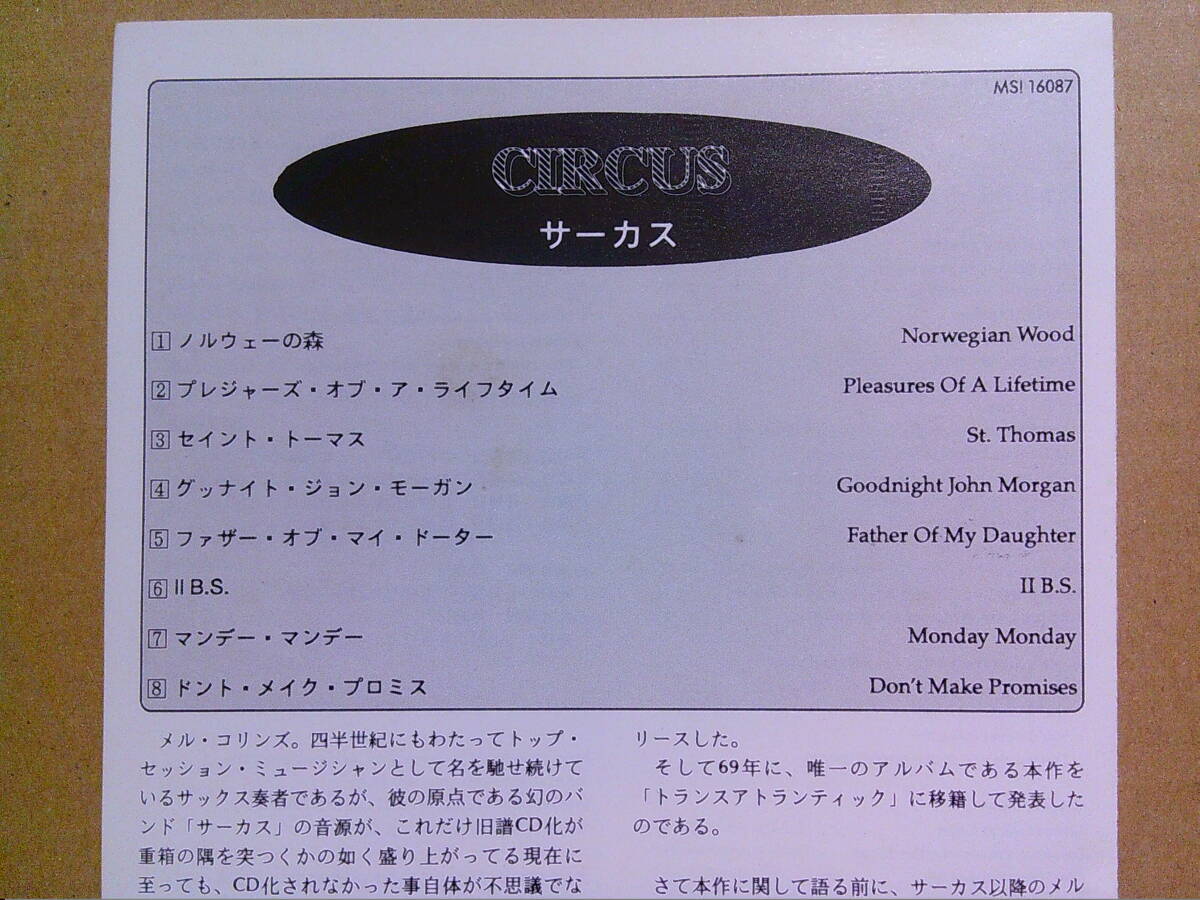 MSI 16087
CIRCUS
サーカス
1 ノルウェーの森 Norwegian Wood
2 プレジャーズ・オブ・ア・ライフタイム Pleasures Of A Lifetime
3 セイント・トーマス St. Thomas
4 グッナイト・ジョン・モーガン Goodnight John Morgan
5 ファザー・オブ・マイ・ドーター Father Of My Daughter
6 II B.S. II B.S.
7 マンデー・マンデー Monday Monday
8 ドント・メイク・プロミス Don't Make Promises
メル・コリンズ。四半世紀にもわたってトップ・
セッション・ミュージシャンとして名を馳せ続けて
いるサックス奏者であるが、彼の原点である幻のバ
ンド「サーカス」の音源が、これだけ旧譜CD化が
重箱の隅を突つくかの如く盛り上がってる現在に
至っても、CD化されなかった事自体が不思議でな
リースした。
そして69年に、唯一のアルバムである本作を
「トランスアトランティック」に移籍して発表した
のである。
さて本作に関して語る前に、サーカス以降のメル